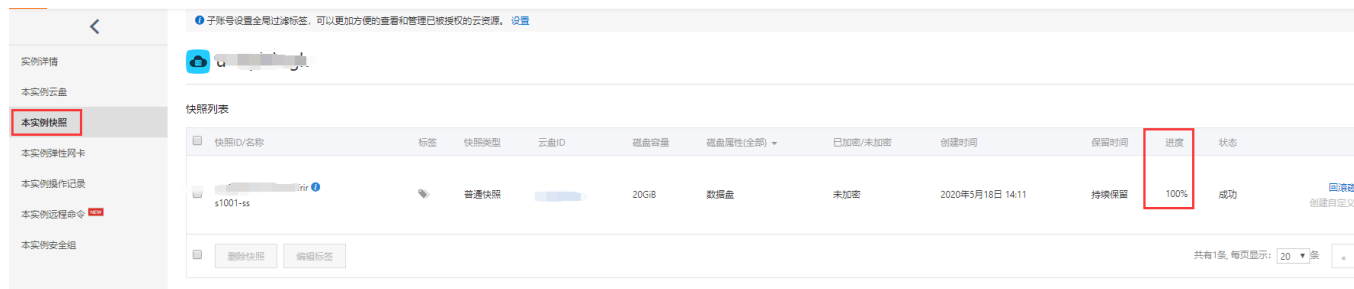 子账号设置全局过滤标签，可以更加方便的查看和管理已被授权的云资源。 设置
实例详情
本实例云盘
本实例快照
本实例弹性网卡
本实例操作记录
本实例远程命令 NEW
本实例安全组
快照列表
快照ID/名称 标签 快照类型 云盘ID 磁盘容量 磁盘属性(全部) 已加密/未加密 创建时间 保留时间 进度 状态
s1001-ss 普通快照 20GiB 数据盘 未加密 2020年5月18日 14:11 持续保留 100% 成功 回滚
创建自定义
删除快照 编辑标签 共有1条, 每页显示: 20 条 «